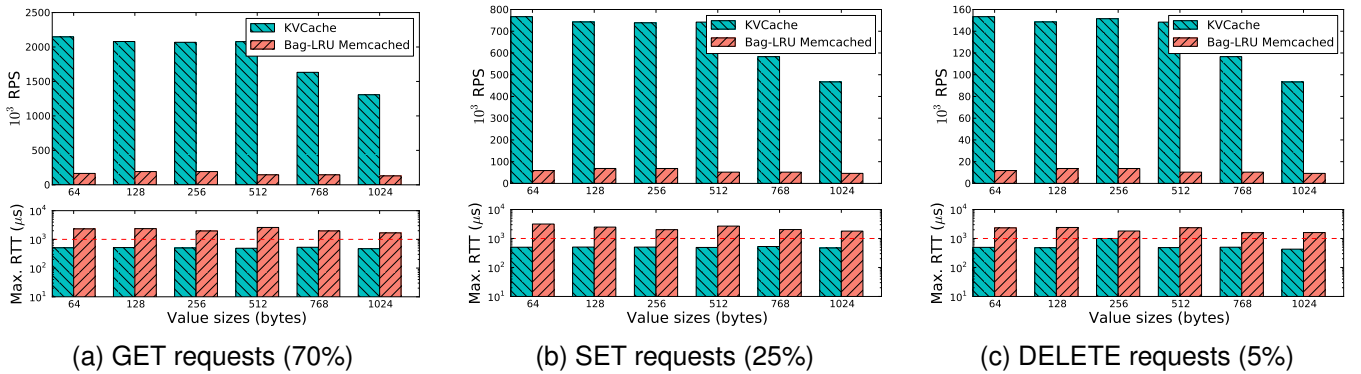 2500
2000
1500
1000
500
0
10³ RPS
KVCache
Bag-LRU Memcached
64 128 256 512 768 1024
10⁴
10³
10²
10¹
Max. RTT (μs)
64 128 256 512 768 1024
Value sizes (bytes)
(a) GET requests (70%)
800
700
600
500
400
300
200
100
0
10³ RPS
KVCache
Bag-LRU Memcached
64 128 256 512 768 1024
10⁴
10³
10²
10¹
Max. RTT (μs)
64 128 256 512 768 1024
Value sizes (bytes)
(b) SET requests (25%)
160
140
120
100
80
60
40
20
0
10³ RPS
KVCache
Bag-LRU Memcached
64 128 256 512 768 1024
10⁴
10³
10²
10¹
Max. RTT (μs)
64 128 256 512 768 1024
Value sizes (bytes)
(c) DELETE requests (5%)